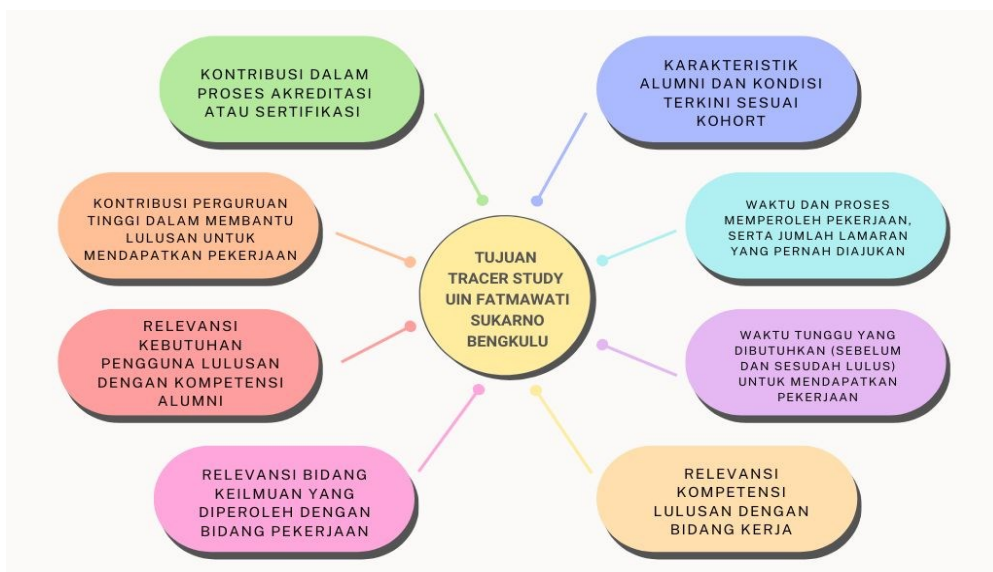 KONTRIBUSI DALAM
PROSES AKREDITASI
ATAU SERTIFIKASI
KARAKTERISTIK
ALUMNI DAN KONDISI
TERKINI SESUAI
KOHORT
KONTRIBUSI PERGURUAN
TINGGI DALAM MEMBANTU
LULUSAN UNTUK
MENDAPATKAN PEKERJAAN
WAKTU DAN PROSES
MEMPEROLEH PEKERJAAN,
SERTA JUMLAH LAMARAN
YANG PERNAH DIAJUKAN
TUJUAN
TRACER STUDY
UIN FATMAWATI
SUKARNO
BENGKULU
RELEVANSI
KEBUTUHAN
PENGGUNA LULUSAN
DENGAN KOMPETENSI
ALUMNI
WAKTU TUNGGU YANG
DIBUTUHKAN (SEBELUM
DAN SESUDAH LULUS)
UNTUK MENDAPATKAN
PEKERJAAN
RELEVANSI BIDANG
KEILMUAN YANG
DIPEROLEH DENGAN
BIDANG PEKERJAAN
RELEVANSI
KOMPETENSI
LULUSAN DENGAN
BIDANG KERJA